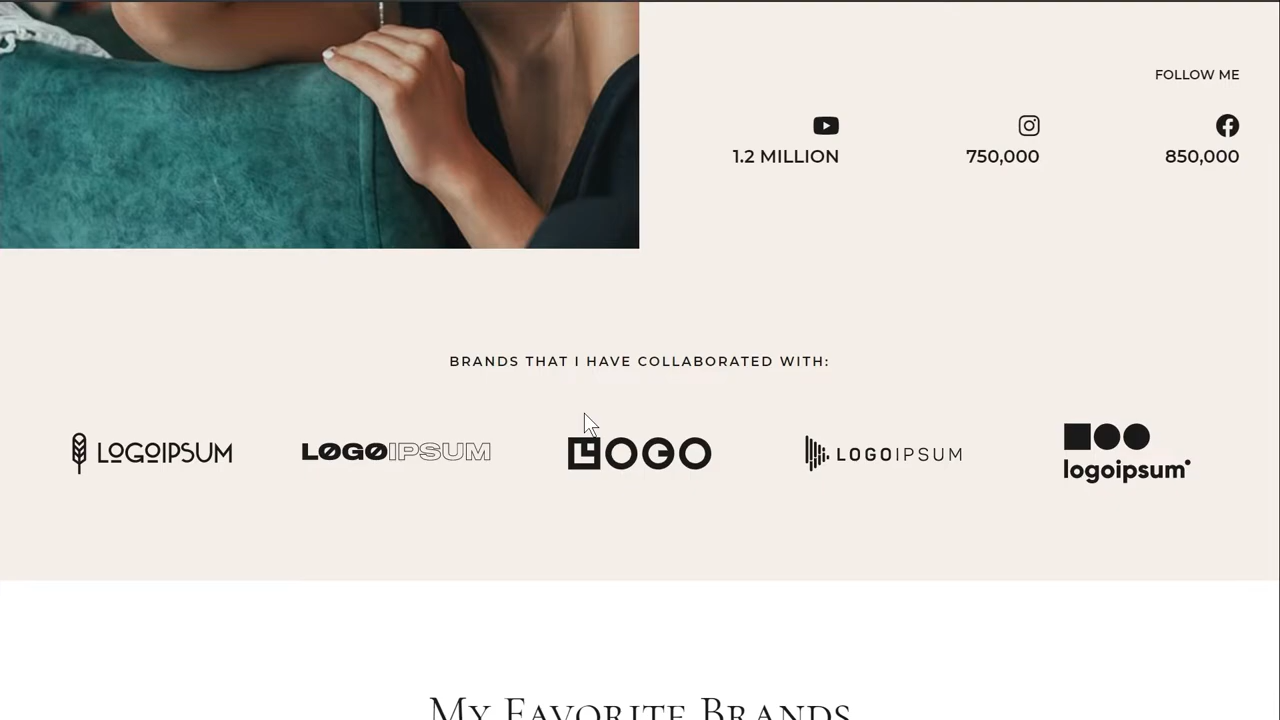 FOLLOW ME
1.2 MILLION
750,000
850,000
BRANDS THAT I HAVE COLLABORATED WITH:
LOGOIPSUM
LØGØIPSUM
LOGO
LOGOIPSUM
logoipsum
MY FAVORITE BRANDS